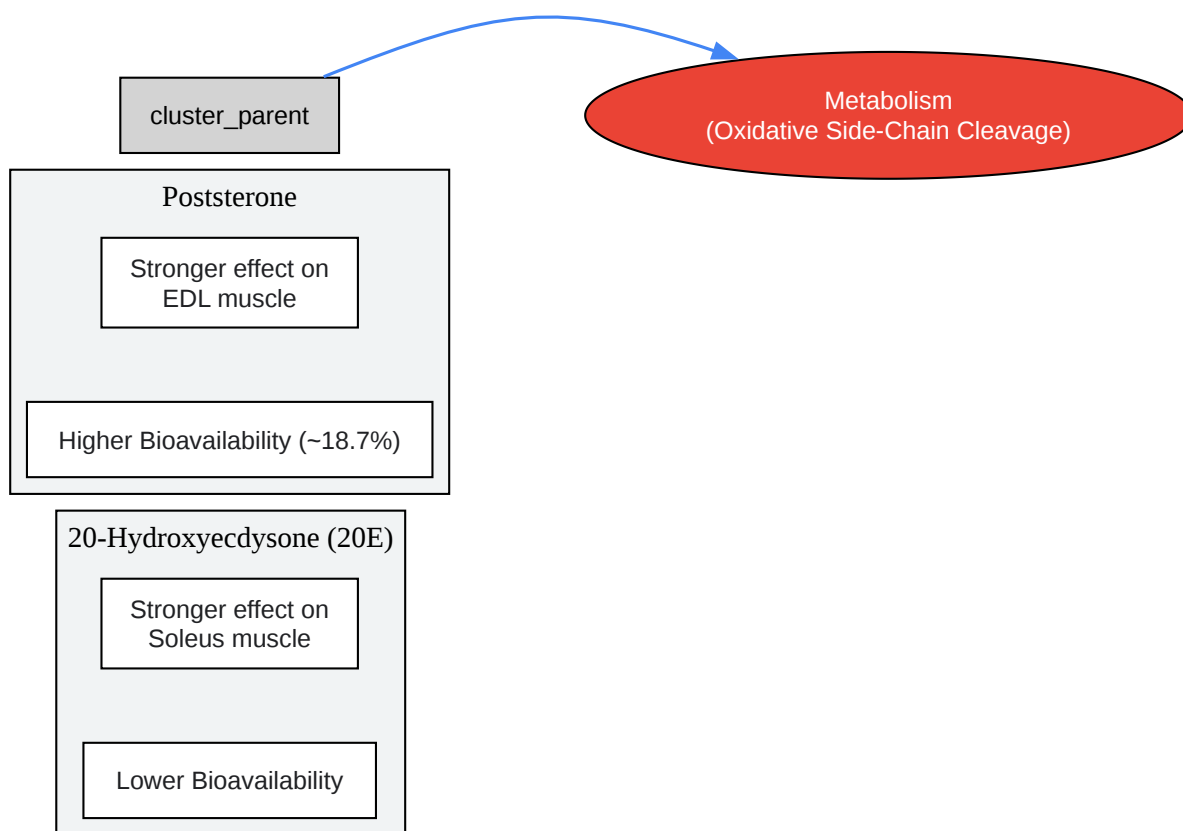 cluster_parent
Metabolism
(Oxidative Side-Chain Cleavage)
Poststerone
Stronger effect on
EDL muscle
Higher Bioavailability (~18.7%)
20-Hydroxyecdysone (20E)
Stronger effect on
Soleus muscle
Lower Bioavailability